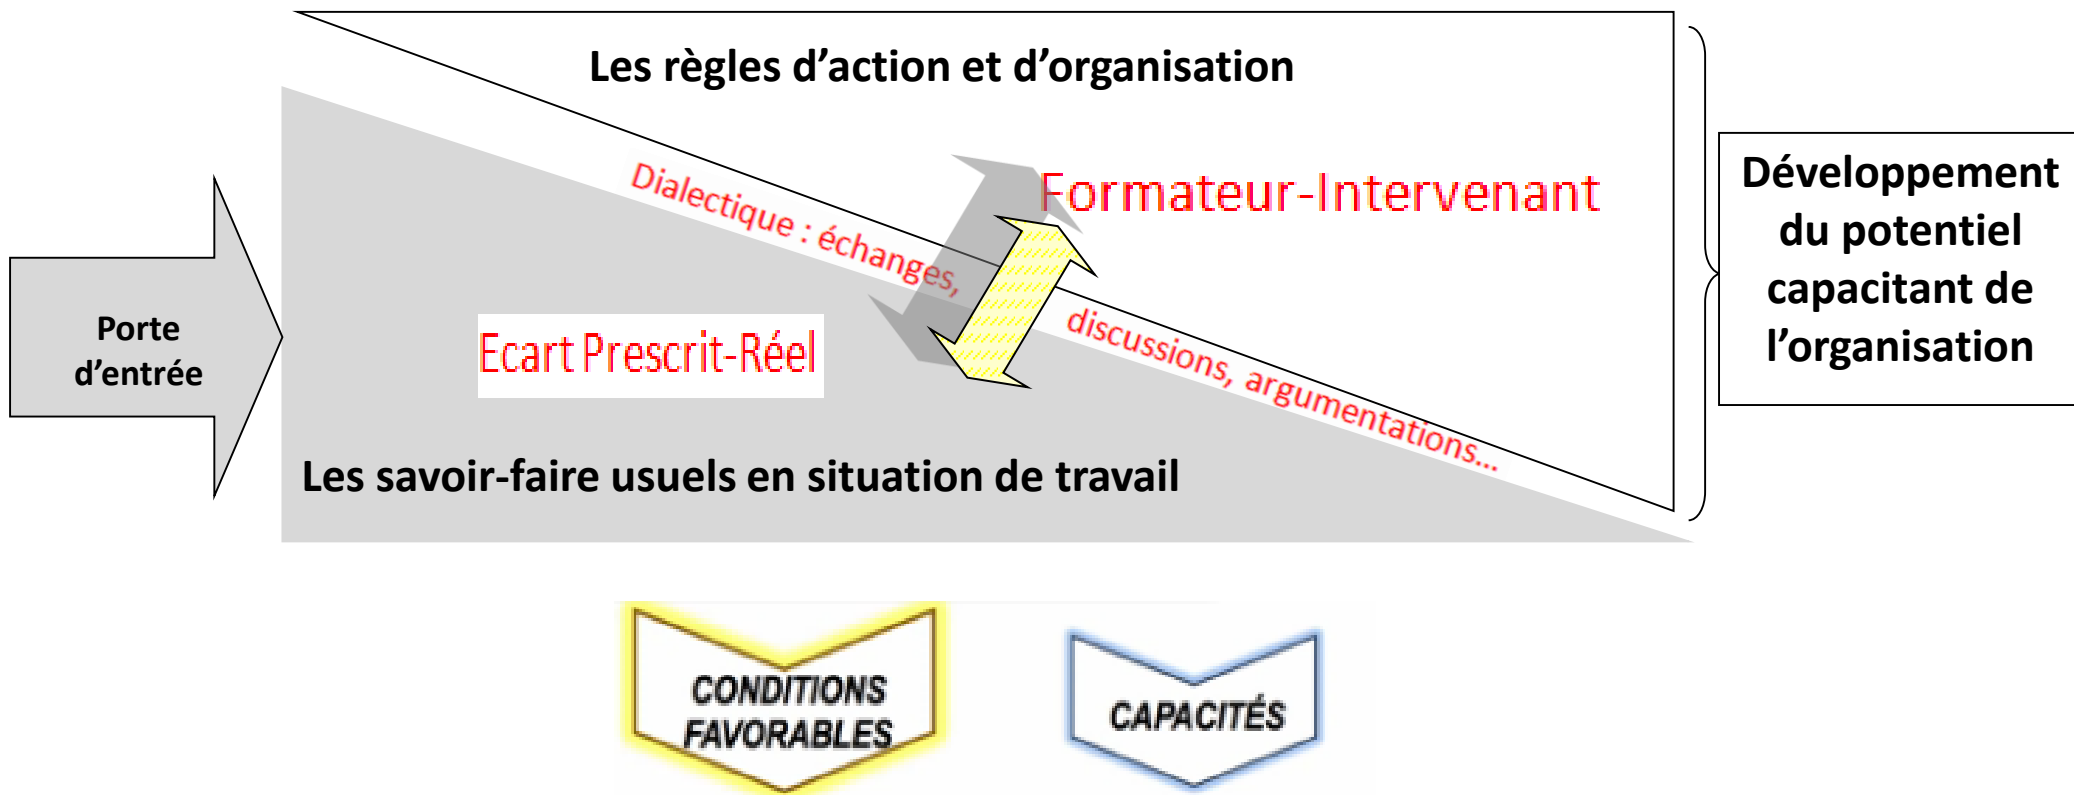 Les règles d’action et d’organisation
Dialectique : échanges,
discussions, argumentations...
Formateur-Intervenant
Porte
d’entrée
Ecart Prescrit-Réel
Les savoir-faire usuels en situation de travail
Développement
du potentiel
capacitant de
l’organisation
CONDITIONS
FAVORABLES
CAPACITÉS